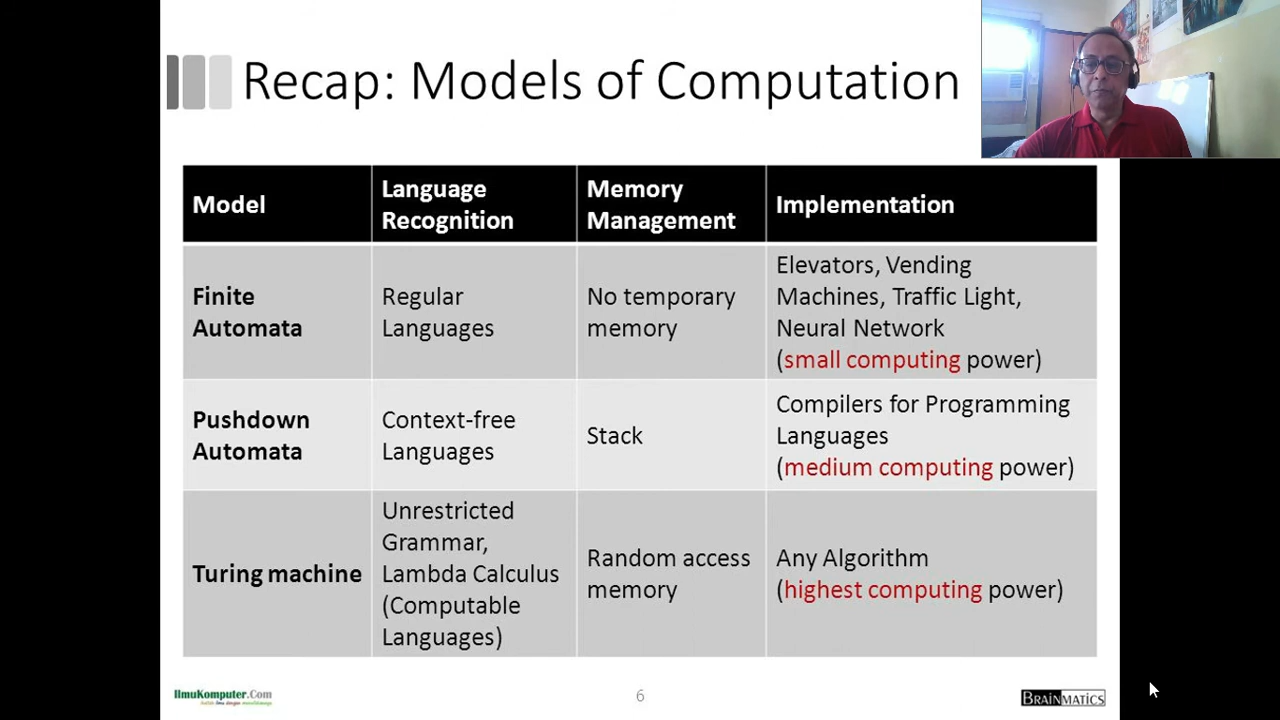 Recap: Models of Computation
Model
Language
Recognition
Memory
Management
Implementation
Finite
Automata
Regular
Languages
No temporary
memory
Elevators, Vending
Machines, Traffic Light,
Neural Network
(small computing power)
Pushdown
Automata
Context-free
Languages
Stack
Compilers for Programming
Languages
(medium computing power)
Turing machine
Unrestricted
Grammar,
Lambda Calculus
(Computable
Languages)
Random access
memory
Any Algorithm
(highest computing power)
IlmuKomputer.Com
6
BRAINMATICS